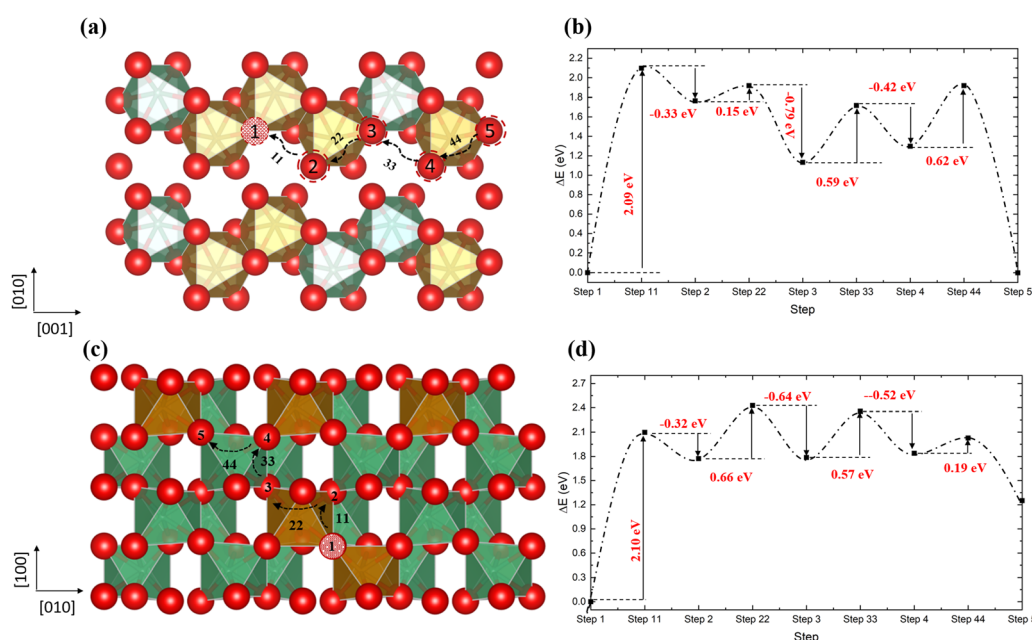 (a)
1
2
3
4
5
11
22
33
44
[010]
[001]
(b)
ΔE (eV)
2.2
2.0
1.8
1.6
1.4
1.2
1.0
0.8
0.6
0.4
0.2
0.0
2.09 eV
-0.33 eV
0.15 eV
-0.79 eV
0.59 eV
-0.42 eV
0.62 eV
Step 1 Step 11 Step 2 Step 22 Step 3 Step 33 Step 4 Step 44 Step 5
Step
(c)
5
4
44
33
3
2
22
11
1
[100]
[010]
(d)
ΔE (eV)
2.7
2.4
2.1
1.8
1.5
1.2
0.9
0.6
0.3
0.0
2.10 eV
-0.32 eV
0.66 eV
-0.64 eV
0.57 eV
--0.52 eV
0.19 eV
Step 1 Step 11 Step 2 Step 22 Step 3 Step 33 Step 4 Step 44 Step
Step